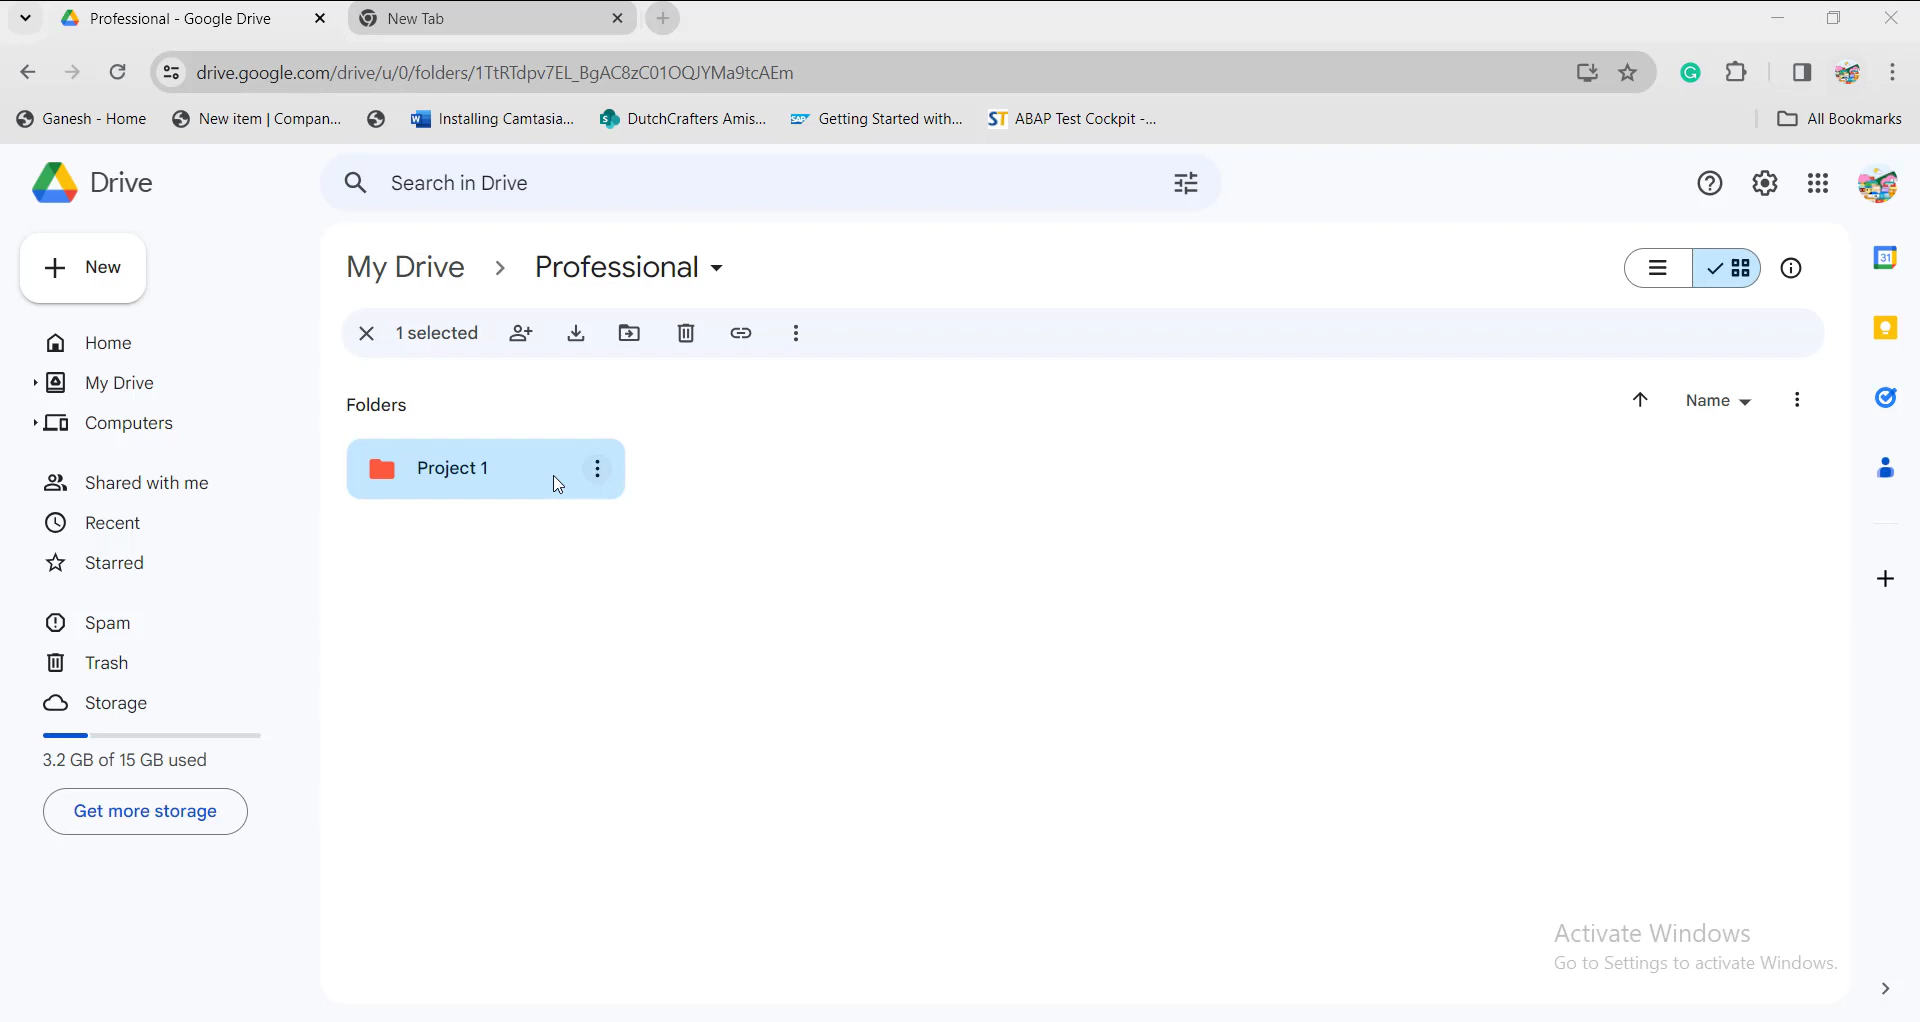 Professional - Google Drive
New Tab
drive.google.com/drive/u/0/folders/1TtRTdpv7EL_BgAC8zC01OQJYMa9tcAEm
Ganesh - Home
New item | Compan...
Installing Camtasia...
DutchCrafters Amis...
SAP Getting Started with...
ST ABAP Test Cockpit -...
All Bookmarks
Drive
Search in Drive
New
My Drive
Professional
1 selected
Home
My Drive
Computers
Folders
Name
Project 1
Shared with me
Recent
Starred
Spam
Trash
Storage
3.2 GB of 15 GB used
Get more storage
31
Activate Windows
Go to Settings to activate Windows.